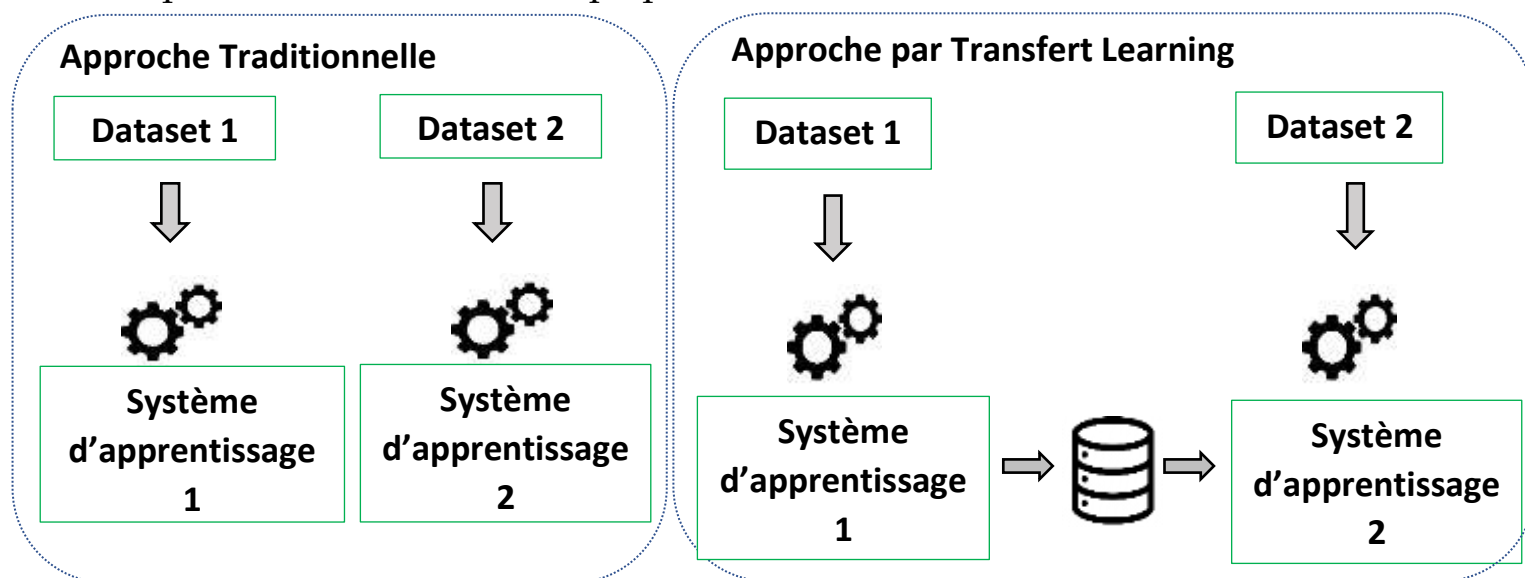 Approche Traditionnelle
Dataset 1
Dataset 2
Système
d'apprentissage
1
Système
d'apprentissage
2
Approche par Transfert Learning
Dataset 1
Dataset 2
Système
d'apprentissage
1
Système
d'apprentissage
2